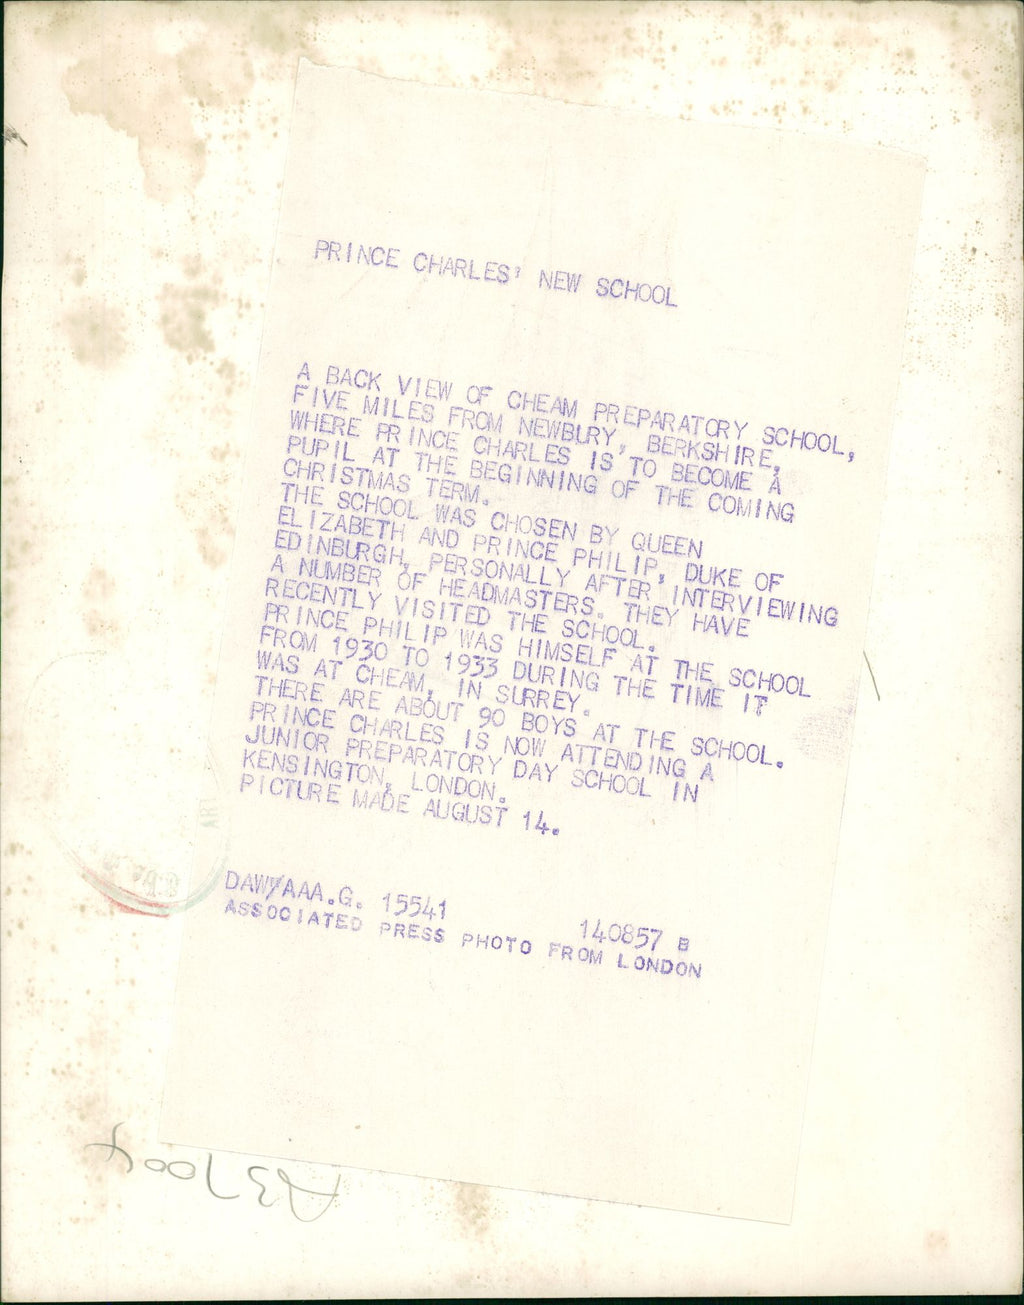 PRINCE CHARLES' NEW SCHOOL
A BACK VIEW OF CHEAM PREPARATORY SCHOOL,
FIVE MILES FROM NEWBURY, BERKSHIRE,
WHERE PRINCE CHARLES IS TO BECOME A
PUPIL AT THE BEGINNING OF THE COMING
CHRISTMAS TERM.
THE SCHOOL WAS CHOSEN BY QUEEN
ELIZABETH AND PRINCE PHILIP, DUKE OF
EDINBURGH, PERSONALLY AFTER INTERVIEWING
A NUMBER OF HEADMASTERS. THEY HAVE
RECENTLY VISITED THE SCHOOL.
PRINCE PHILIP WAS HIMSELF AT THE SCHOOL
FROM 1930 TO 1933 DURING THE TIME IT
WAS AT CHEAM, IN SURREY.
THERE ARE ABOUT 90 BOYS AT THE SCHOOL.
PRINCE CHARLES IS NOW ATTENDING A
JUNIOR PREPARATORY DAY SCHOOL IN
KENSINGTON, LONDON.
PICTURE MADE AUGUST 14.
DAW/AAA.G. 15541 140857 B
ASSOCIATED PRESS PHOTO FROM LONDON
A37004